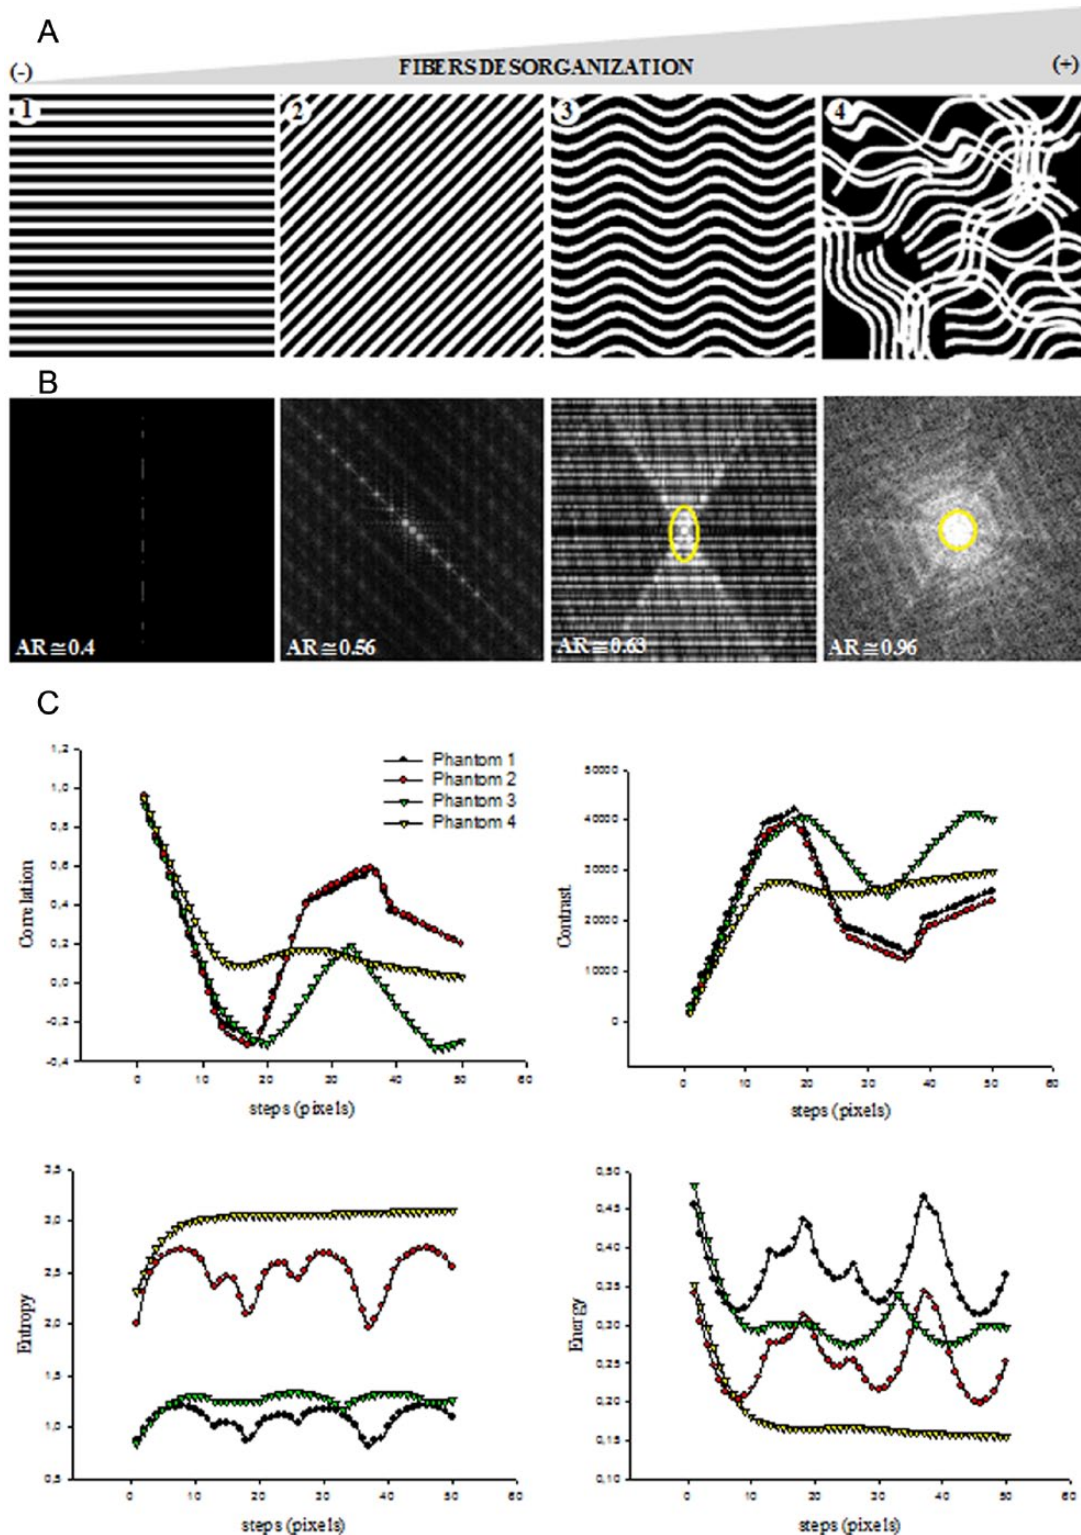 A
(-) FIBERS DESORGANIZATION (+)
1 2 3 4
B
AR≅0.4 AR≅0.56 AR≅0.63 AR≅0.96
C
Phantom 1
Phantom 2
Phantom 3
Phantom 4
Correlation
1,2
1,0
0,8
0,6
0,4
0,2
0,0
-0,2
-0,4
0 10 20 30 40 50 60
steps (pixels)
Contrast
50000
40000
30000
20000
10000
0
0 10 20 30 40 50 60
steps (pixels)
Entropy
3,5
3,0
2,5
2,0
1,5
1,0
0,5
0 10 20 30 40 50 60
steps (pixels)
Energy
0,50
0,45
0,40
0,35
0,30
0,25
0,20
0,15
0,10
0 10 20 30 40 50 60
steps (pixels)